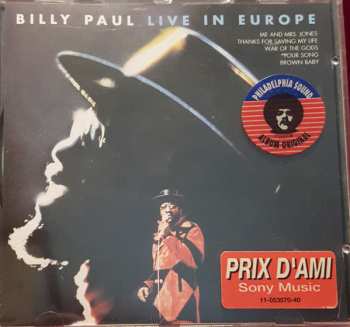 BILLY PAUL LIVE IN EUROPE
ME AND MRS. JONES
THANKS FOR SAVING MY LIFE
WAR OF THE GODS
*YOUR SONG
BROWN BABY
PHILADELPHIA SOUND
ALBUM ORIGINAL
PRIX D'AMI
Sony Music
11-053670-40